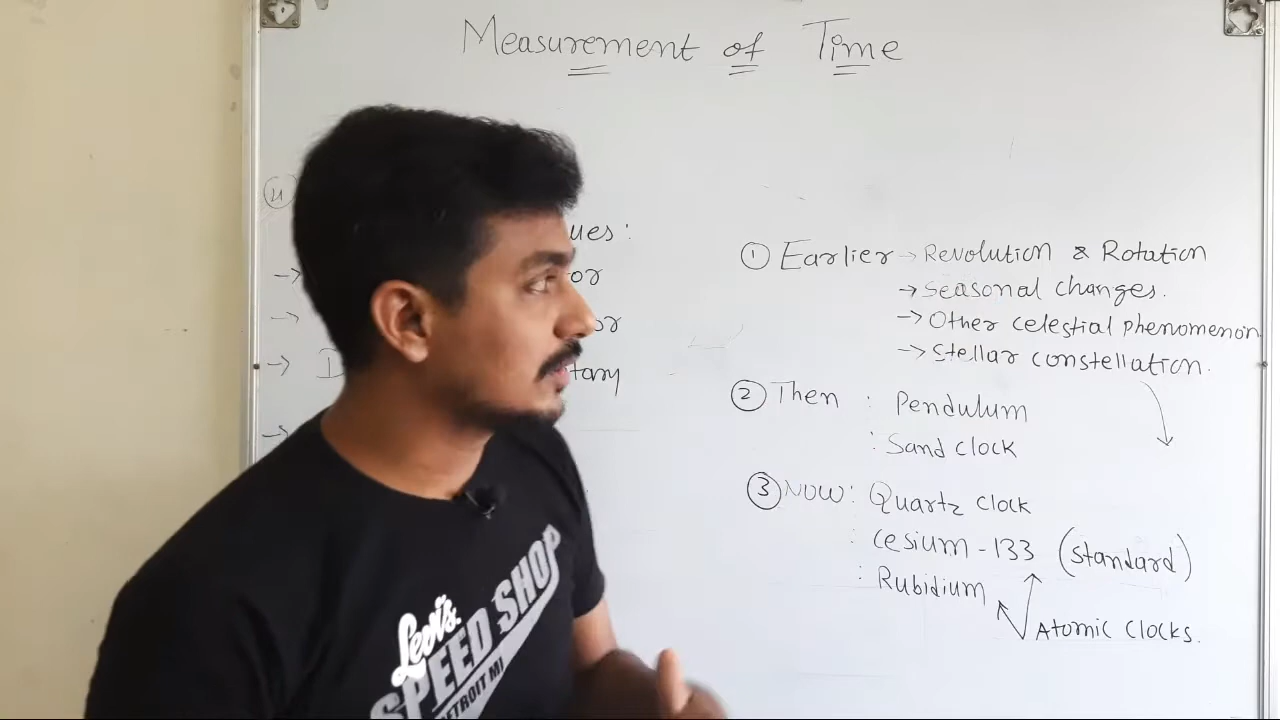 Measurement of Time
ues:
or
or
tary
① Earlier → Revolution & Rotation
→ Seasonal changes.
→ Other celestial phenomenon
→ Stellar constellation.
② Then : Pendulum
: Sand clock
③ Now: Quartz clock
: Cesium-133 (standard)
: Rubidium
Atomic clocks.
Levi's
SPEED SHOP
DETROIT MI